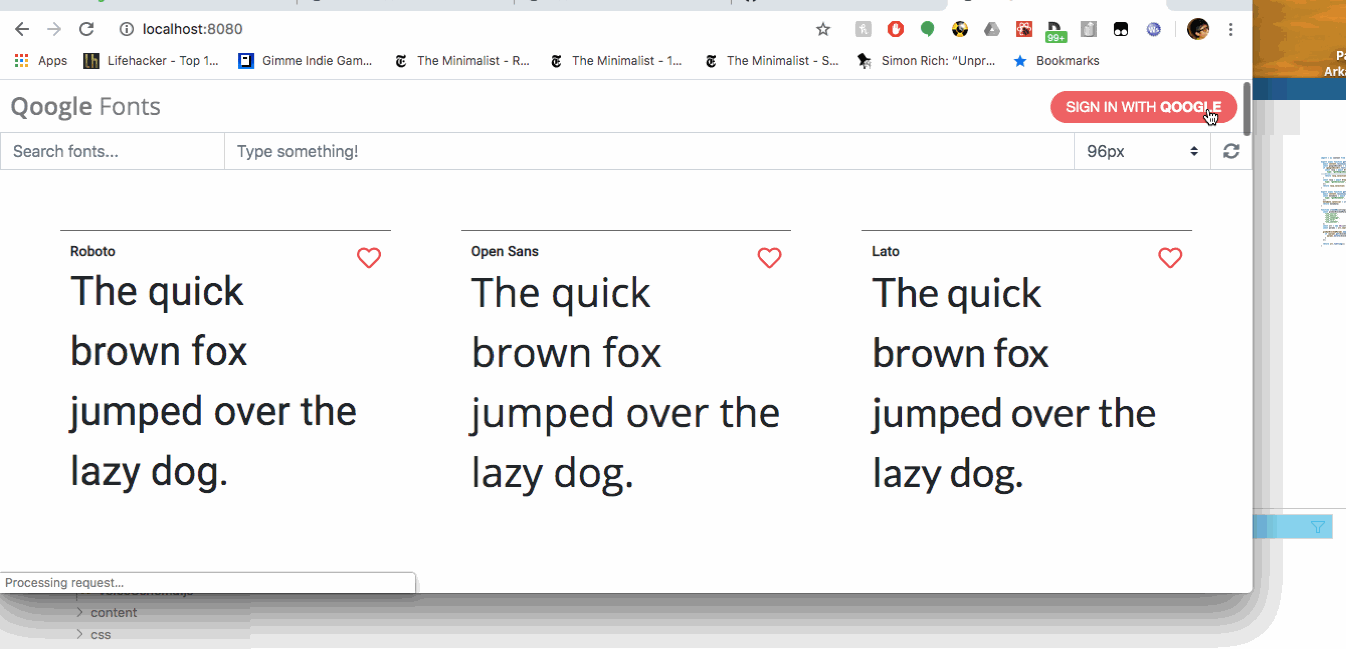 localhost:8080
99+
Apps
Lifehacker - Top 1...
Gimme Indie Gam...
The Minimalist - R...
The Minimalist - 1...
The Minimalist - S...
Simon Rich: “Unpr...
Bookmarks
Qoogle Fonts
SIGN IN WITH QOOGLE
Search fonts...
Type something!
96px
Roboto
The quick
brown fox
jumped over the
lazy dog.
Open Sans
The quick
brown fox
jumped over the
lazy dog.
Lato
The quick
brown fox
jumped over the
lazy dog.
Processing request...
content
css